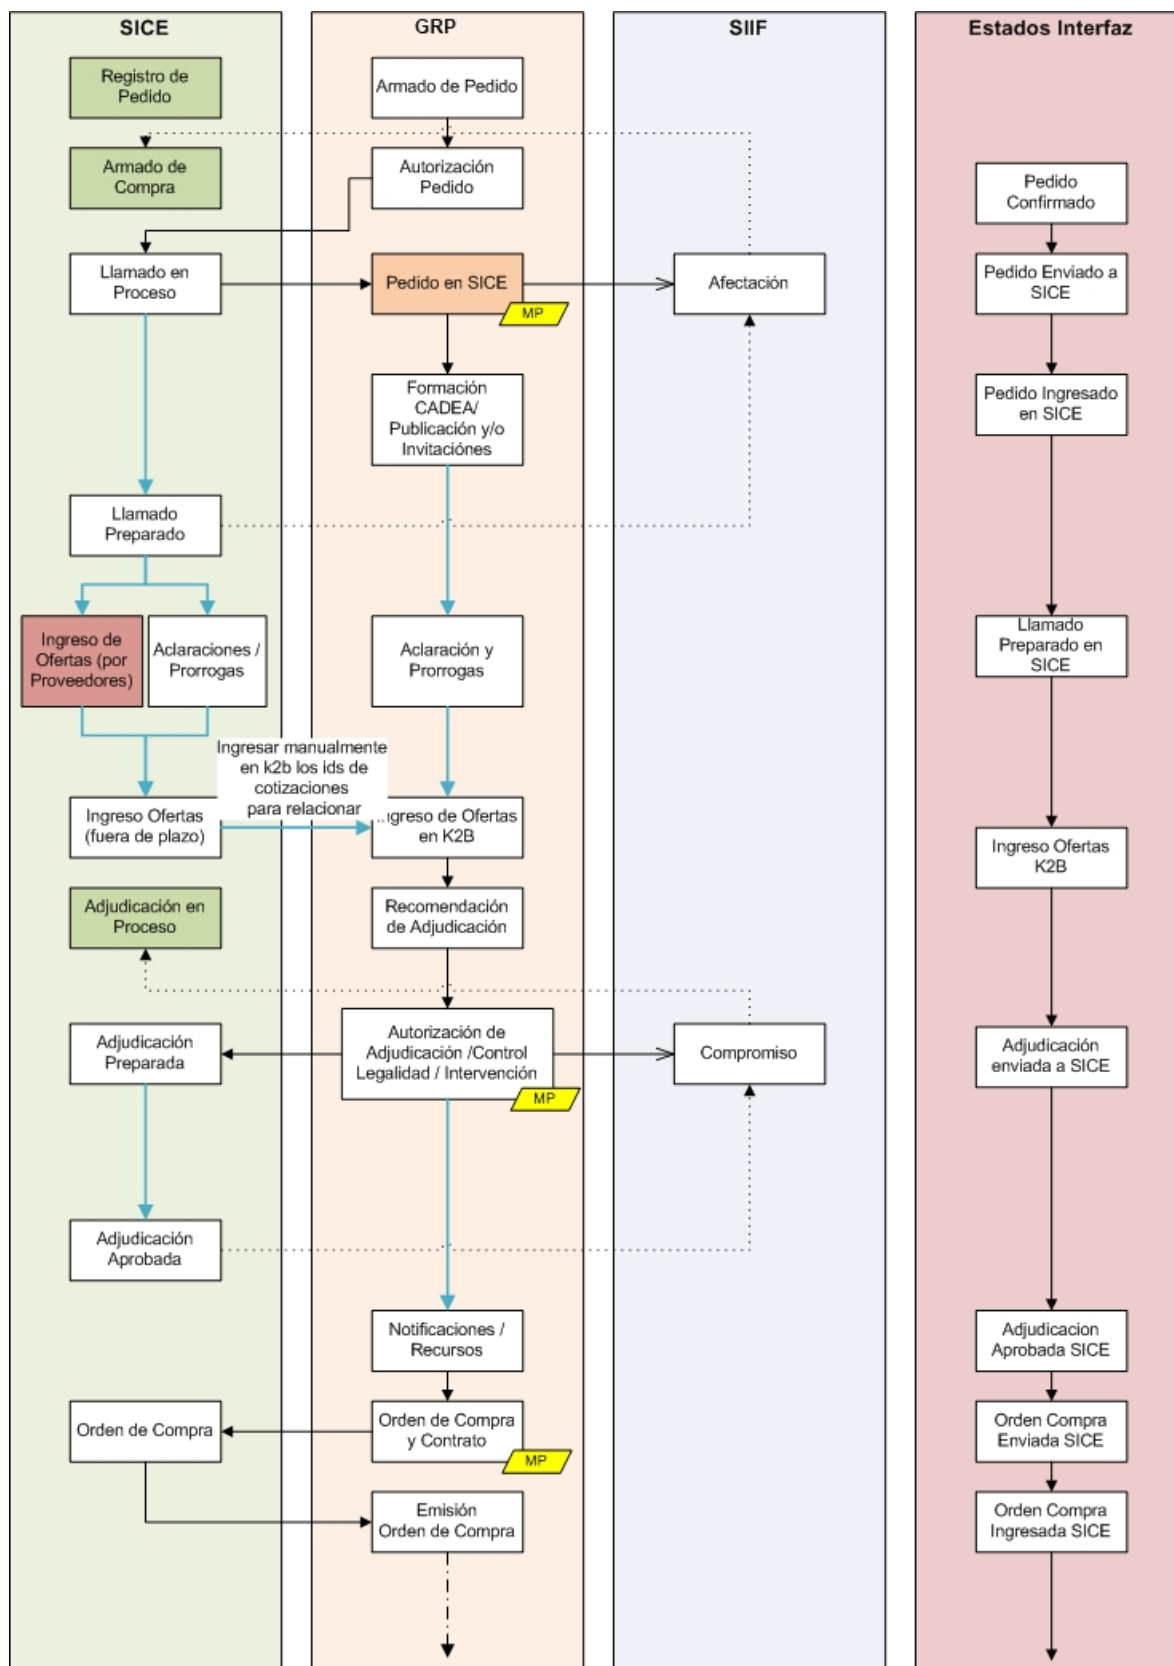 SICE
GRP
SIIF
Estados Interfaz
Registro de
Pedido
Armado de Pedido
Armado de
Compra
Autorización
Pedido
Pedido
Confirmado
Llamado en
Proceso
Pedido en SICE
MP
Afectación
Pedido Enviado a
SICE
Formación
CADEA/
Publicación y/o
Invitaciónes
Pedido Ingresado
en SICE
Llamado
Preparado
Ingreso de
Ofertas (por
Proveedores)
Aclaraciones /
Prorrogas
Aclaración y
Prorrogas
Llamado
Preparado en
SICE
Ingresar manualmente
en k2b los ids de
cotizaciones
para relacionar
Ingreso Ofertas
(fuera de plazo)
Ingreso de Ofertas
en K2B
Ingreso Ofertas
K2B
Adjudicación en
Proceso
Recomendación
de Adjudicación
Adjudicación
Preparada
Autorización de
Adjudicación /Control
Legalidad / Intervención
MP
Compromiso
Adjudicación
enviada a SICE
Adjudicación
Aprobada
Notificaciones /
Recursos
Adjudicacion
Aprobada SICE
Orden de Compra
Orden de Compra
y Contrato
MP
Orden Compra
Enviada SICE
Emisión
Orden de Compra
Orden Compra
Ingresada SICE